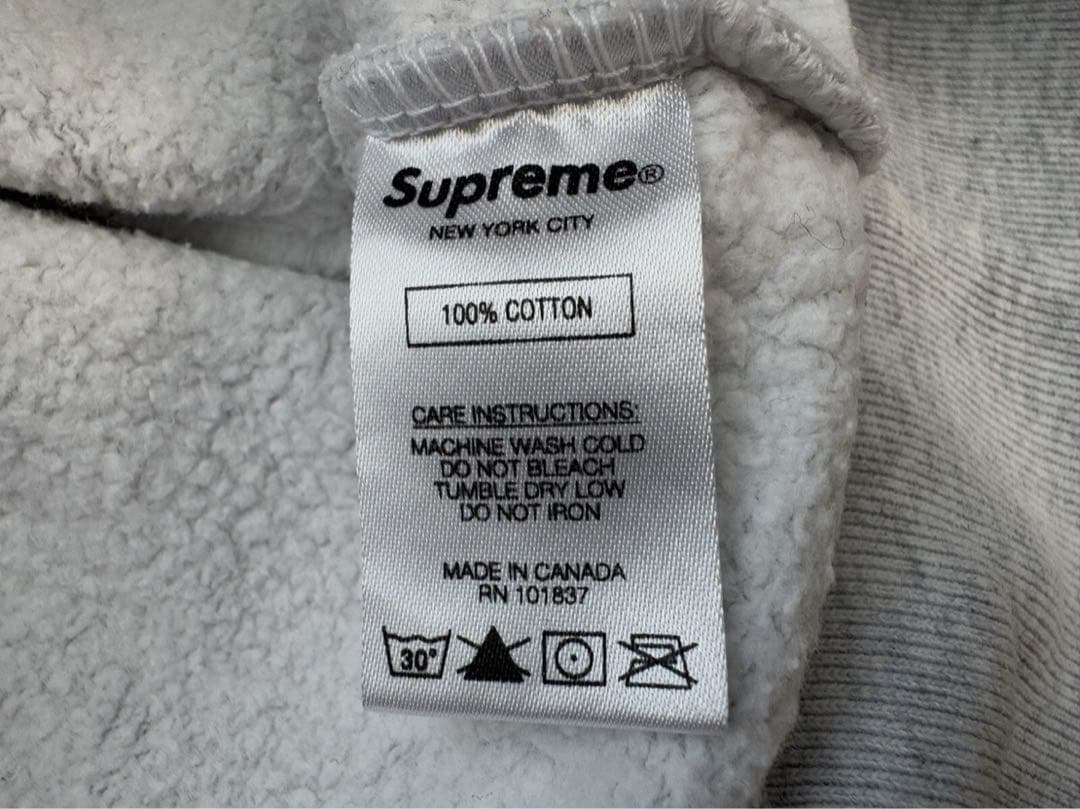 Supreme®
NEW YORK CITY
100% COTTON
CARE INSTRUCTIONS:
MACHINE WASH COLD
DO NOT BLEACH
TUMBLE DRY LOW
DO NOT IRON
MADE IN CANADA
RN 101837
30°